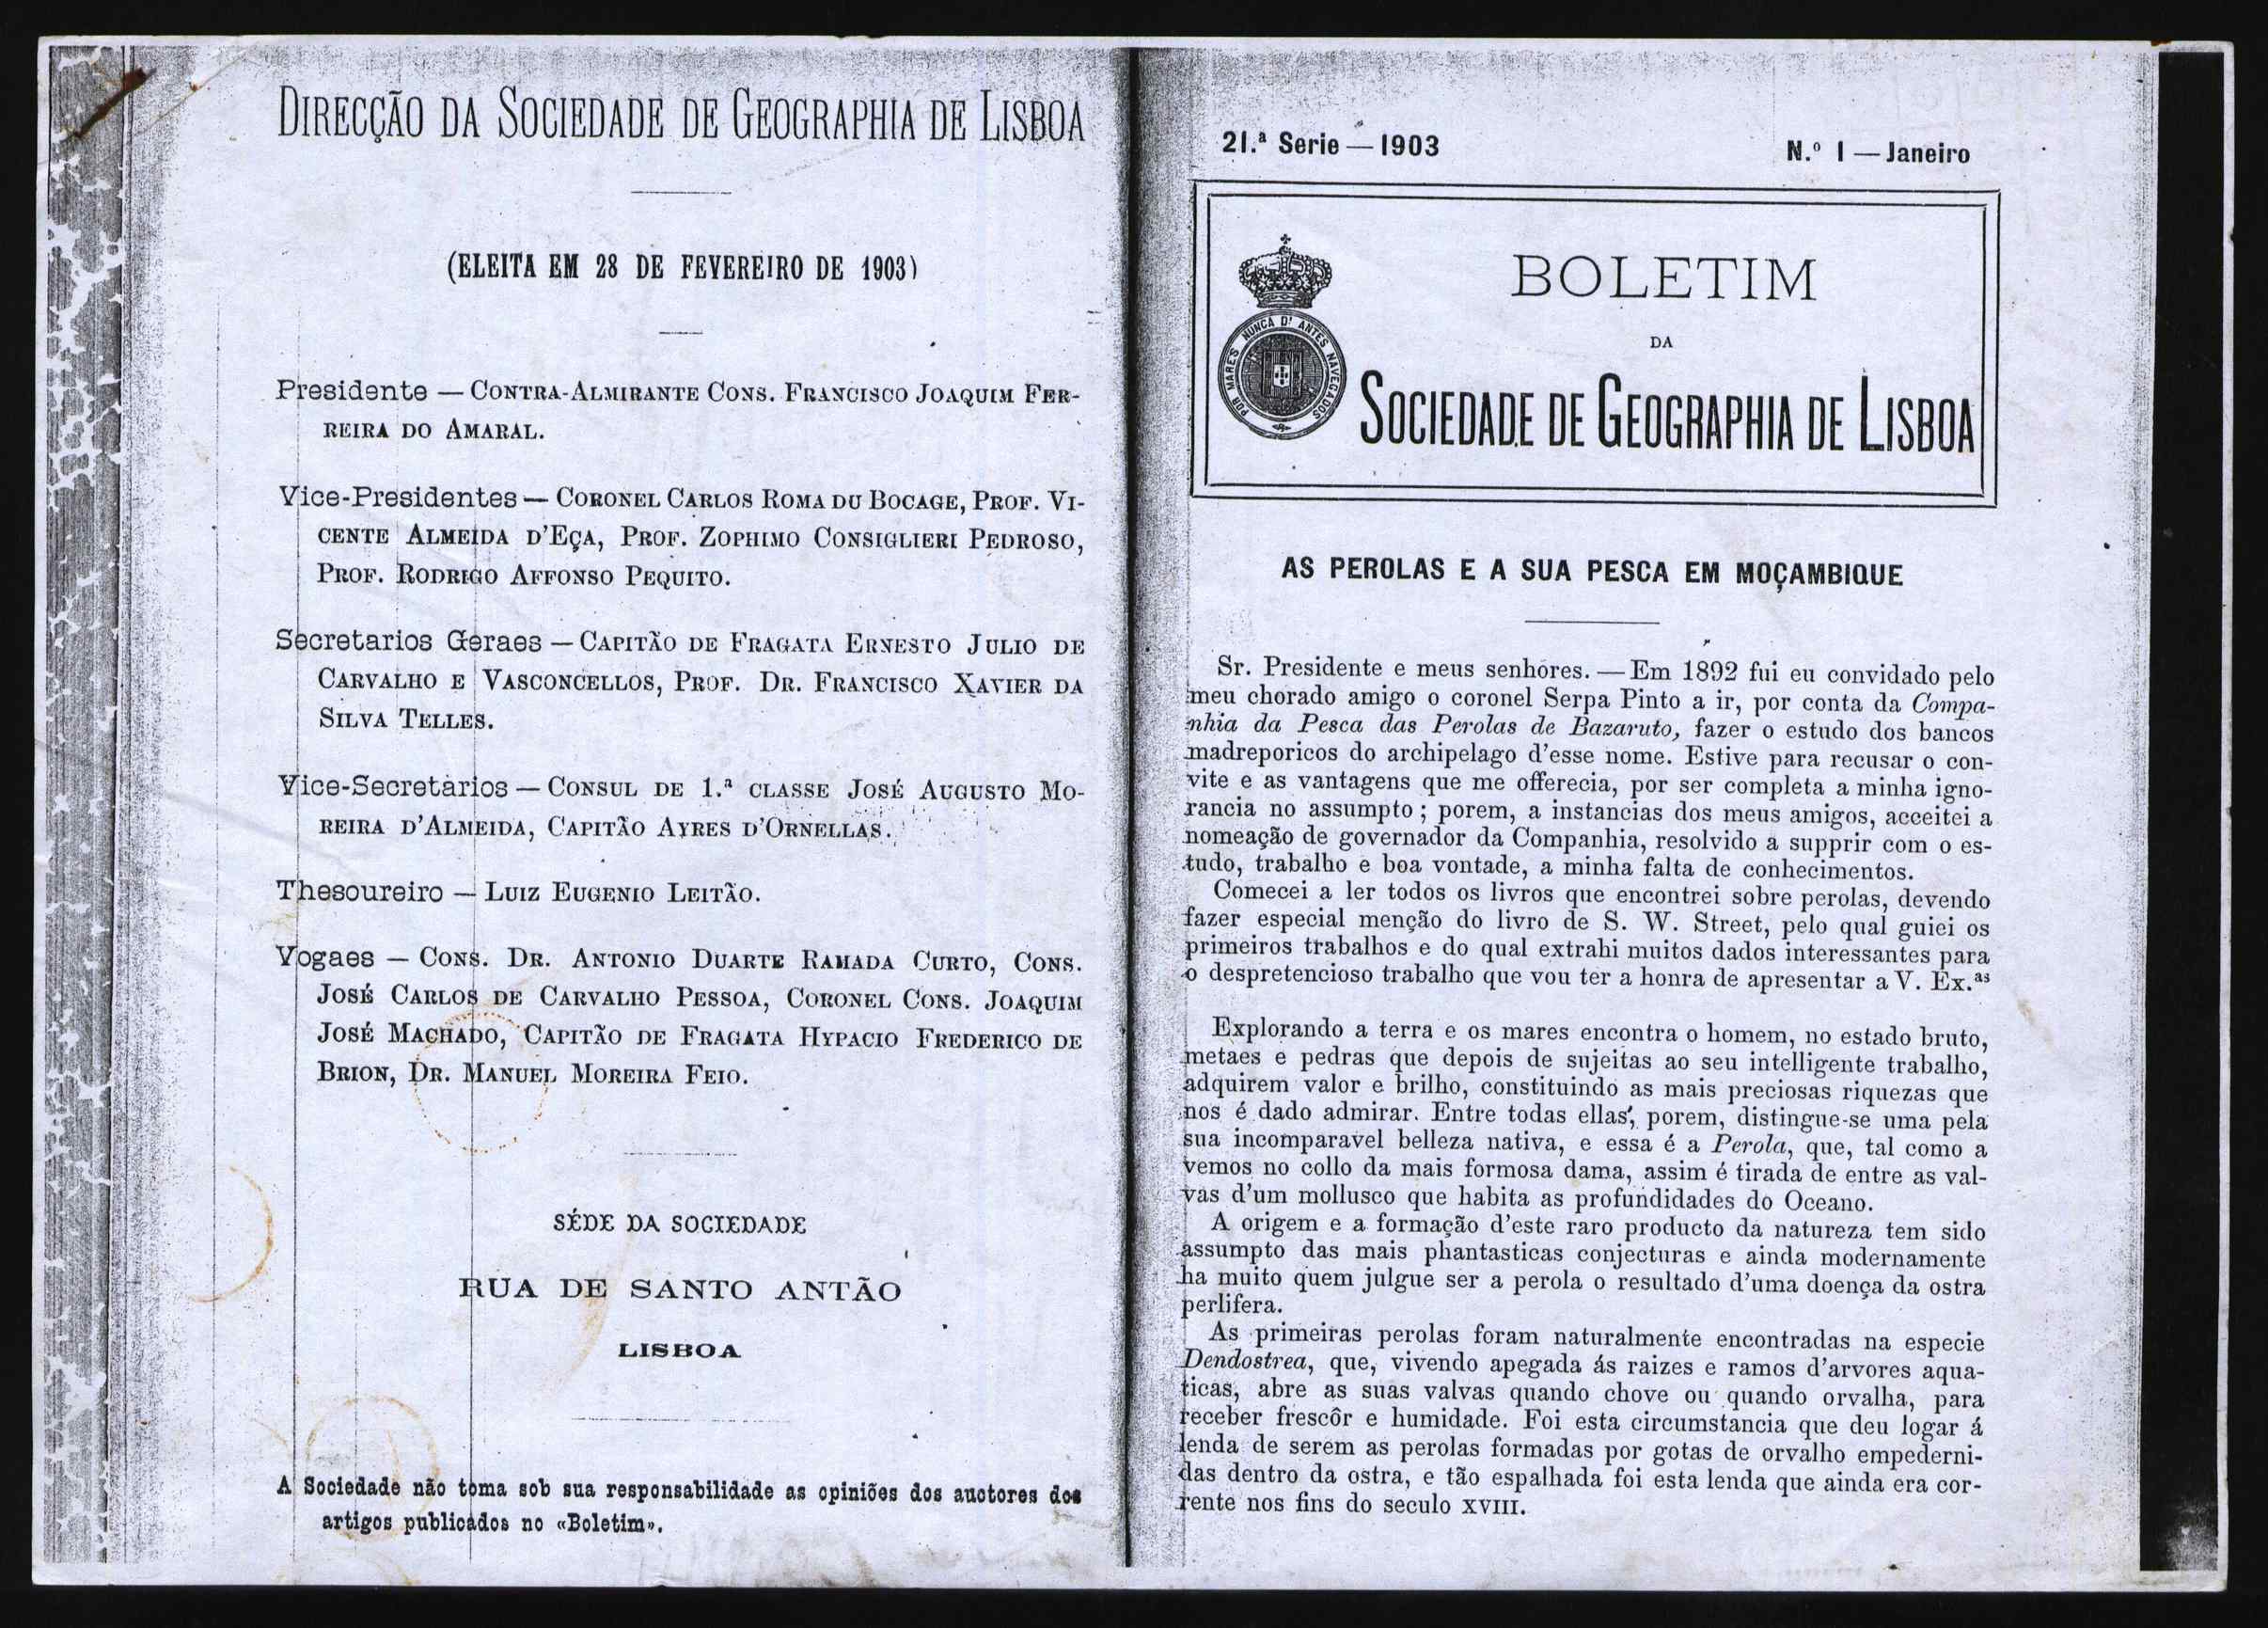 DIRECÇÃO DA SOCIEDADE DE GEOGRAPHIA DE LISBOA
(ELEITA EM 28 DE FEVEREIRO DE 1903)
Presidente — CONTRA-ALMIRANTE CONS. FRANCISCO JOAQUIM FER-
REIRA DO AMARAL.
Vice-Presidentes — CORONEL CARLOS ROMA DU BOCAGE, PROF. VI-
CENTE ALMEIDA D'EÇA, PROF. ZOPHIMO CONSIGLIERI PEDROSO,
PROF. RODRIGO AFFONSO PEQUITO.
Secretarios Geraes — CAPITÃO DE FRAGATA ERNESTO JULIO DE
CARVALHO E VASCONCELLOS, PROF. DR. FRANCISCO XAVIER DA
SILVA TELLES.
Vice-Secretarios — CONSUL DE 1.ª CLASSE JOSÉ AUGUSTO MO-
REIRA D'ALMEIDA, CAPITÃO AYRES D'ORNELLAS.
Thesoureiro — LUIZ EUGENIO LEITÃO.
Vogaes — CONS. DR. ANTONIO DUARTE RAMADA CURTO, CONS.
JOSÉ CARLOS DE CARVALHO PESSOA, CORONEL CONS. JOAQUIM
JOSÉ MACHADO, CAPITÃO DE FRAGATA HYPACIO FREDERICO DE
BRION, DR. MANUEL MOREIRA FEIO.
SÉDE DA SOCIEDADE
RUA DE SANTO ANTÃO
LISBOA
A Sociedade não toma sob sua responsabilidade as opiniões dos auctores dos
artigos publicados no «Boletim».
21.ª Serie — 1903
N.º 1 — Janeiro
POR MARES NUNCA D'ANTES NAVEGADOS
BOLETIM
DA
SOCIEDADE DE GEOGRAPHIA DE LISBOA
AS PEROLAS E A SUA PESCA EM MOÇAMBIQUE
Sr. Presidente e meus senhores. — Em 1892 fui eu convidado pelo
meu chorado amigo o coronel Serpa Pinto a ir, por conta da Compa-
nhia da Pesca das Perolas de Bazaruto, fazer o estudo dos bancos
madreporicos do archipelago d'esse nome. Estive para recusar o con-
vite e as vantagens que me offerecia, por ser completa a minha igno-
rancia no assumpto; porem, a instancias dos meus amigos, acceitei a
nomeação de governador da Companhia, resolvido a supprir com o es-
tudo, trabalho e boa vontade, a minha falta de conhecimentos.
Comecei a ler todos os livros que encontrei sobre perolas, devendo
fazer especial menção do livro de S. W. Street, pelo qual guiei os
primeiros trabalhos e do qual extrahi muitos dados interessantes para
o despretencioso trabalho que vou ter a honra de apresentar a V. Ex.ªˢ
Explorando a terra e os mares encontra o homem, no estado bruto,
metaes e pedras que depois de sujeitas ao seu intelligente trabalho,
adquirem valor e brilho, constituindo as mais preciosas riquezas que
nos é dado admirar. Entre todas ellas, porem, distingue-se uma pela
sua incomparavel belleza nativa, e essa é a Perola, que, tal como a
vemos no collo da mais formosa dama, assim é tirada de entre as val-
vas d'um mollusco que habita as profundidades do Oceano.
A origem e a formação d'este raro producto da natureza tem sido
assumpto das mais phantasticas conjecturas e ainda modernamente
ha muito quem julgue ser a perola o resultado d'uma doença da ostra
perlifera.
As primeiras perolas foram naturalmente encontradas na especie
Dendostrea, que, vivendo apegada ás raizes e ramos d'arvores aqua-
ticas, abre as suas valvas quando chove ou quando orvalha, para
receber frescôr e humidade. Foi esta circumstancia que deu logar á
lenda de serem as perolas formadas por gotas de orvalho empederni-
das dentro da ostra, e tão espalhada foi esta lenda que ainda era cor-
rente nos fins do seculo XVIII.